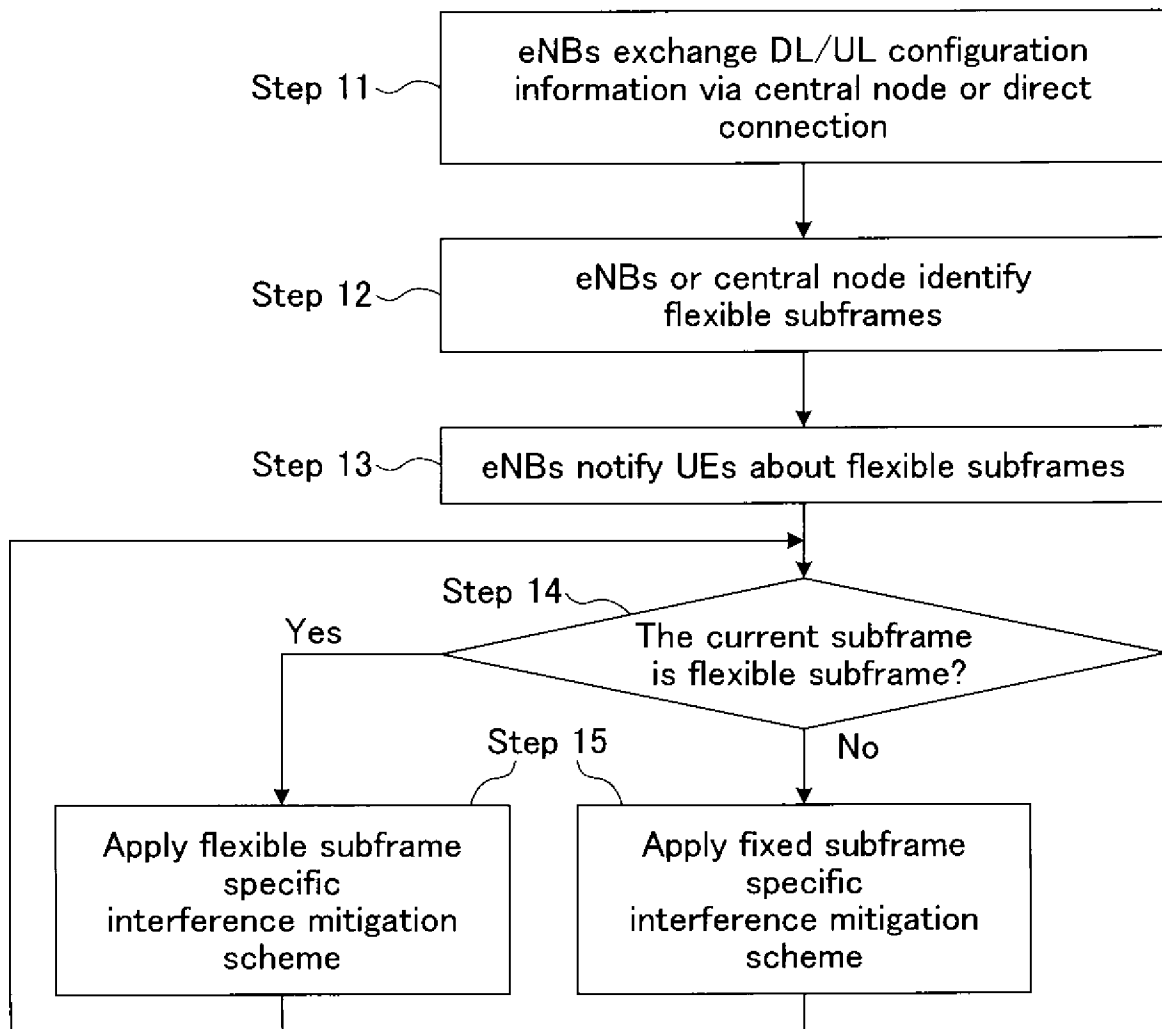 Step 11
eNBs exchange DL/UL configuration
information via central node or direct
connection
Step 12
eNBs or central node identify
flexible subframes
Step 13
eNBs notify UEs about flexible subframes
Step 14
Yes
The current subframe
is flexible subframe?
No
Step 15
Apply flexible subframe
specific
interference mitigation
scheme
Apply fixed subframe
specific
interference mitigation
scheme